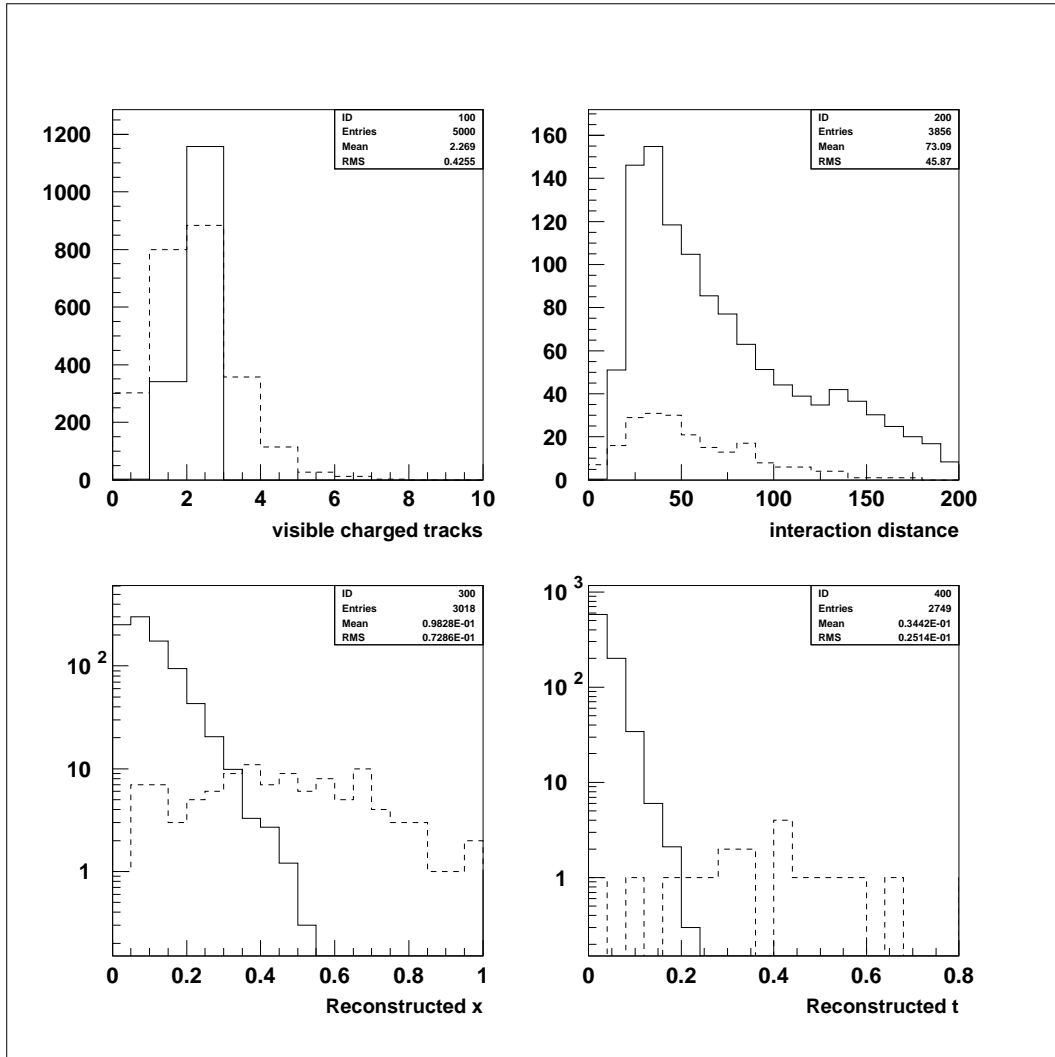 ID 100
Entries 5000
Mean 2.269
RMS 0.4255
1200
1000
800
600
400
200
0
0 2 4 6 8 10
visible charged tracks
ID 200
Entries 3856
Mean 73.09
RMS 45.87
160
140
120
100
80
60
40
20
0
0 50 100 150 200
interaction distance
ID 300
Entries 3018
Mean 0.9828E-01
RMS 0.7286E-01
10 2
10
1
0 0.2 0.4 0.6 0.8 1
Reconstructed x
ID 400
Entries 2749
Mean 0.3442E-01
RMS 0.2514E-01
10 3
10 2
10
1
0 0.2 0.4 0.6 0.8
Reconstructed t